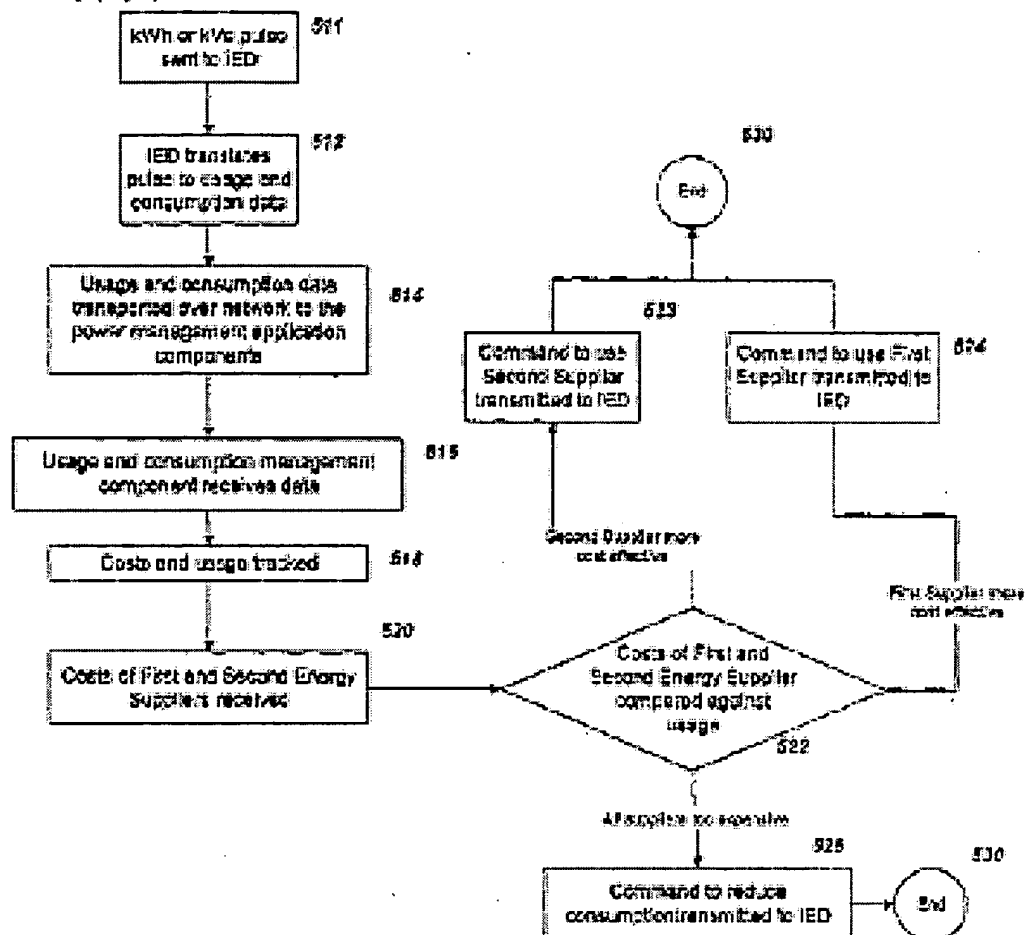 kWh or kVa pulse
sent to IED
511
IED translates
pulse to usage and
consumption data
512
Usage and consumption data
transported over network to the
power management application
components
514
Usage and consumption management
component receives data
515
Costs and usage tracked
518
Costs of First and Second Energy
Suppliers received
520
530
End
523
Command to use
Second Supplier
transmitted to IED
Command to use First
Supplier transmitted to
IED
524
Second Supplier more
cost effective
First Supplier more
cost effective
Costs of First and
Second Energy Supplier
compared against
usage
522
All suppliers too expensive
525
Command to reduce
consumption transmitted to IED
530
End